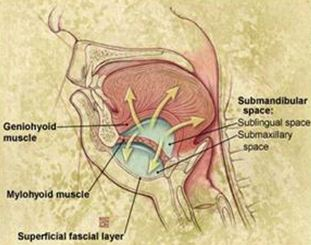 Submandibular
space:
Sublingual space
Submaxillary
space
Geniohyoid
muscle
Mylohyoid muscle
Superficial fascial layer